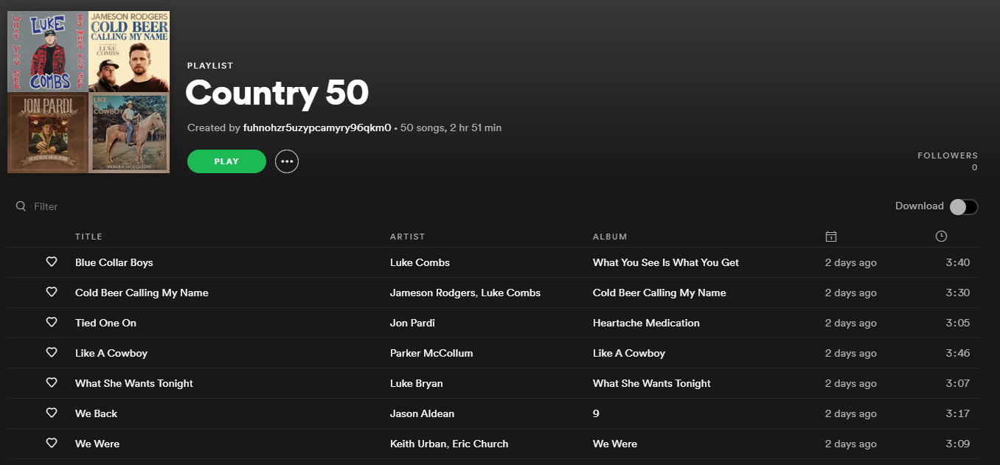 WHAT YOU SEE
LUKE
COMBS
IS WHAT YOU GET
JAMESON RODGERS
COLD BEER
CALLING MY NAME
FEATURING
LUKE
COMBS
JON PARDI
HEARTACHE MEDICATION
LIKE
A
COWBOY
PARKER MCCOLLUM
PLAYLIST
Country 50
Created by fuhnohzr5uzypcamyry96qkm0 • 50 songs, 2 hr 51 min
PLAY
FOLLOWERS
0
Filter
Download
TITLE ARTIST ALBUM
Blue Collar Boys Luke Combs What You See Is What You Get 2 days ago 3:40
Cold Beer Calling My Name Jameson Rodgers, Luke Combs Cold Beer Calling My Name 2 days ago 3:30
Tied One On Jon Pardi Heartache Medication 2 days ago 3:05
Like A Cowboy Parker McCollum Like A Cowboy 2 days ago 3:46
What She Wants Tonight Luke Bryan What She Wants Tonight 2 days ago 3:07
We Back Jason Aldean 9 2 days ago 3:17
We Were Keith Urban, Eric Church We Were 2 days ago 3:09